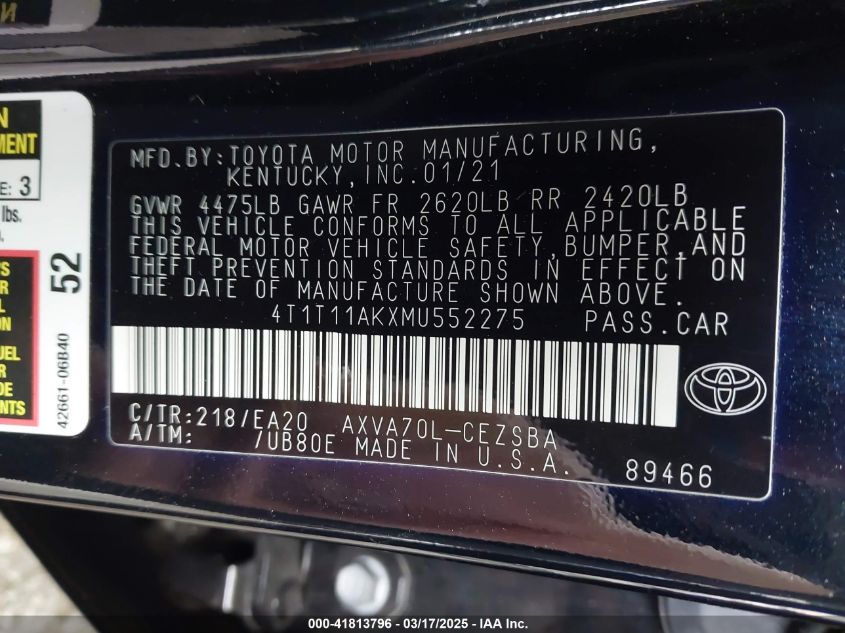 N
MENT
E: 3
lbs.
52
42661-06B40
MFD.BY:TOYOTA MOTOR MANUFACTURING,
KENTUCKY,INC.01/21
GVWR 4475LB GAWR FR 2620LB RR 2420LB
THIS VEHICLE CONFORMS TO ALL APPLICABLE
FEDERAL MOTOR VEHICLE SAFETY,BUMPER,AND
THEFT PREVENTION STANDARDS IN EFFECT ON
THE DATE OF MANUFACTURE SHOWN ABOVE.
4T1T11AKXMU552275 PASS.CAR
C/TR:218/EA20 AXVA70L-CEZSBA
A/TM: /UB80E MADE IN U.S.A.
89466
000-41813796 - 03/17/2025 - IAA Inc.